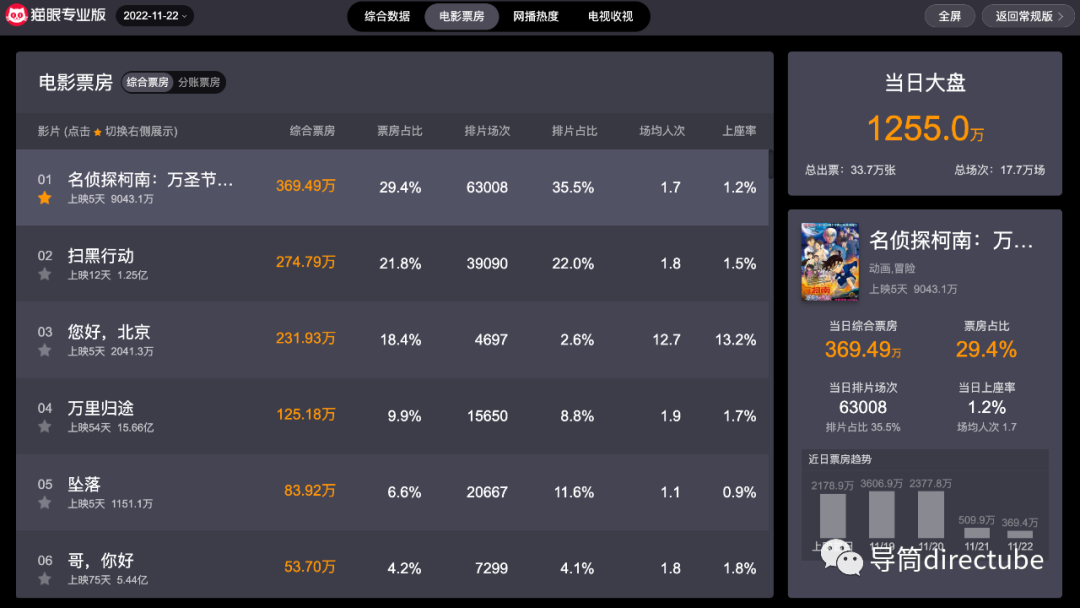 猫眼专业版 2022-11-22 综合数据 电影票房 网播热度 电视收视 全屏 返回常规版
电影票房 综合票房 分账票房
影片 (点击★切换右侧展示) 综合票房 票房占比 排片场次 排片占比 场均人次 上座率
01 名侦探柯南：万圣节... 369.49万 29.4% 63008 35.5% 1.7 1.2%
上映5天 9043.1万
02 扫黑行动 274.79万 21.8% 39090 22.0% 1.8 1.5%
上映12天 1.25亿
03 您好，北京 231.93万 18.4% 4697 2.6% 12.7 13.2%
上映5天 2041.3万
04 万里归途 125.18万 9.9% 15650 8.8% 1.9 1.7%
上映54天 15.66亿
05 坠落 83.92万 6.6% 20667 11.6% 1.1 0.9%
上映5天 1151.1万
06 哥，你好 53.70万 4.2% 7299 4.1% 1.8 1.8%
上映75天 5.44亿
当日大盘
1255.0万
总出票：33.7万张 总场次：17.7万场
名侦探柯南：万...
动画,冒险
上映5天 9043.1万
当日综合票房 票房占比
369.49万 29.4%
当日排片场次 当日上座率
63008 1.2%
排片占比 35.5% 场均人次 1.7
近日票房趋势
2178.9万 3606.9万 2377.8万 509.9万 369.4万
11/19 11/20 11/21 11/22
导筒directube